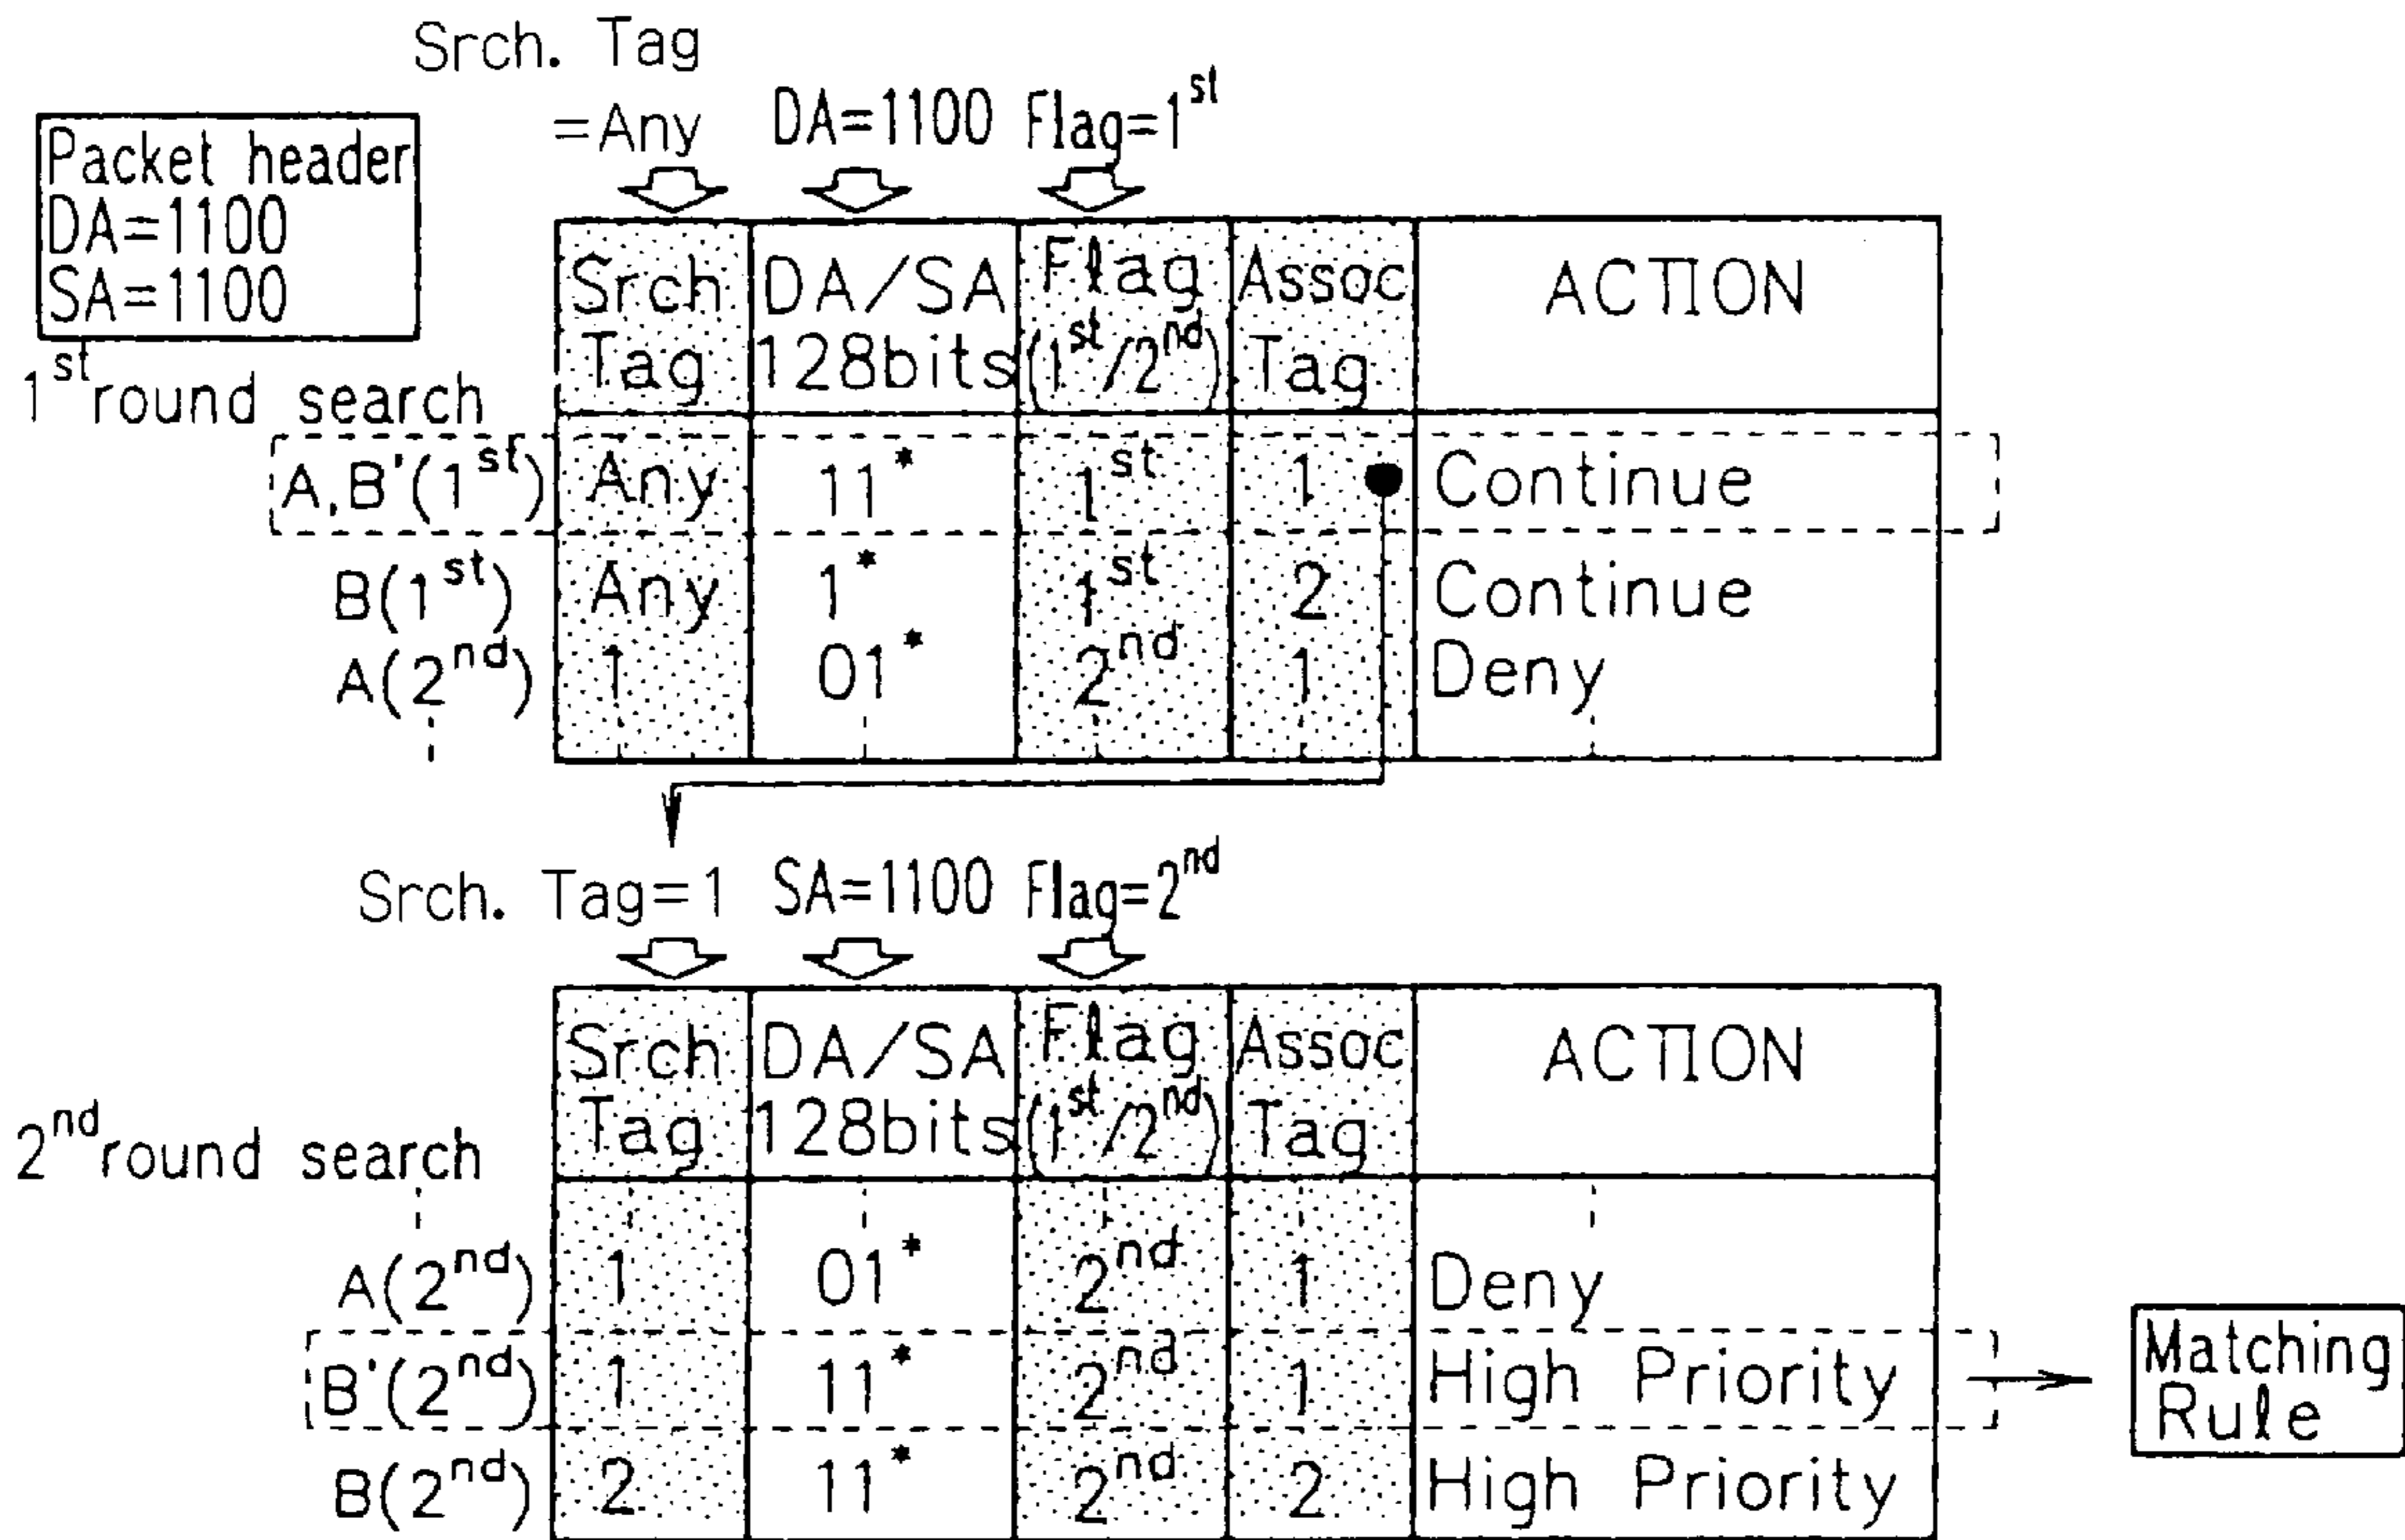 Srch. Tag
=Any DA=1100 Flag=1st
Packet header
DA=1100
SA=1100
Srch Tag DA/SA 128bits Flag (1st/2nd) Assoc Tag ACTION
1st round search
A,B'(1st) Any 11* 1st 1 Continue
B(1st) Any 1* 1st 2 Continue
A(2nd) 1 01* 2nd 1 Deny
Srch. Tag=1 SA=1100 Flag=2nd
Srch Tag DA/SA 128bits Flag (1st/2nd) Assoc Tag ACTION
2nd round search
A(2nd) 1 01* 2nd 1 Deny
B'(2nd) 1 11* 2nd 1 High Priority
Matching
Rule
B(2nd) 2 11* 2nd 2 High Priority